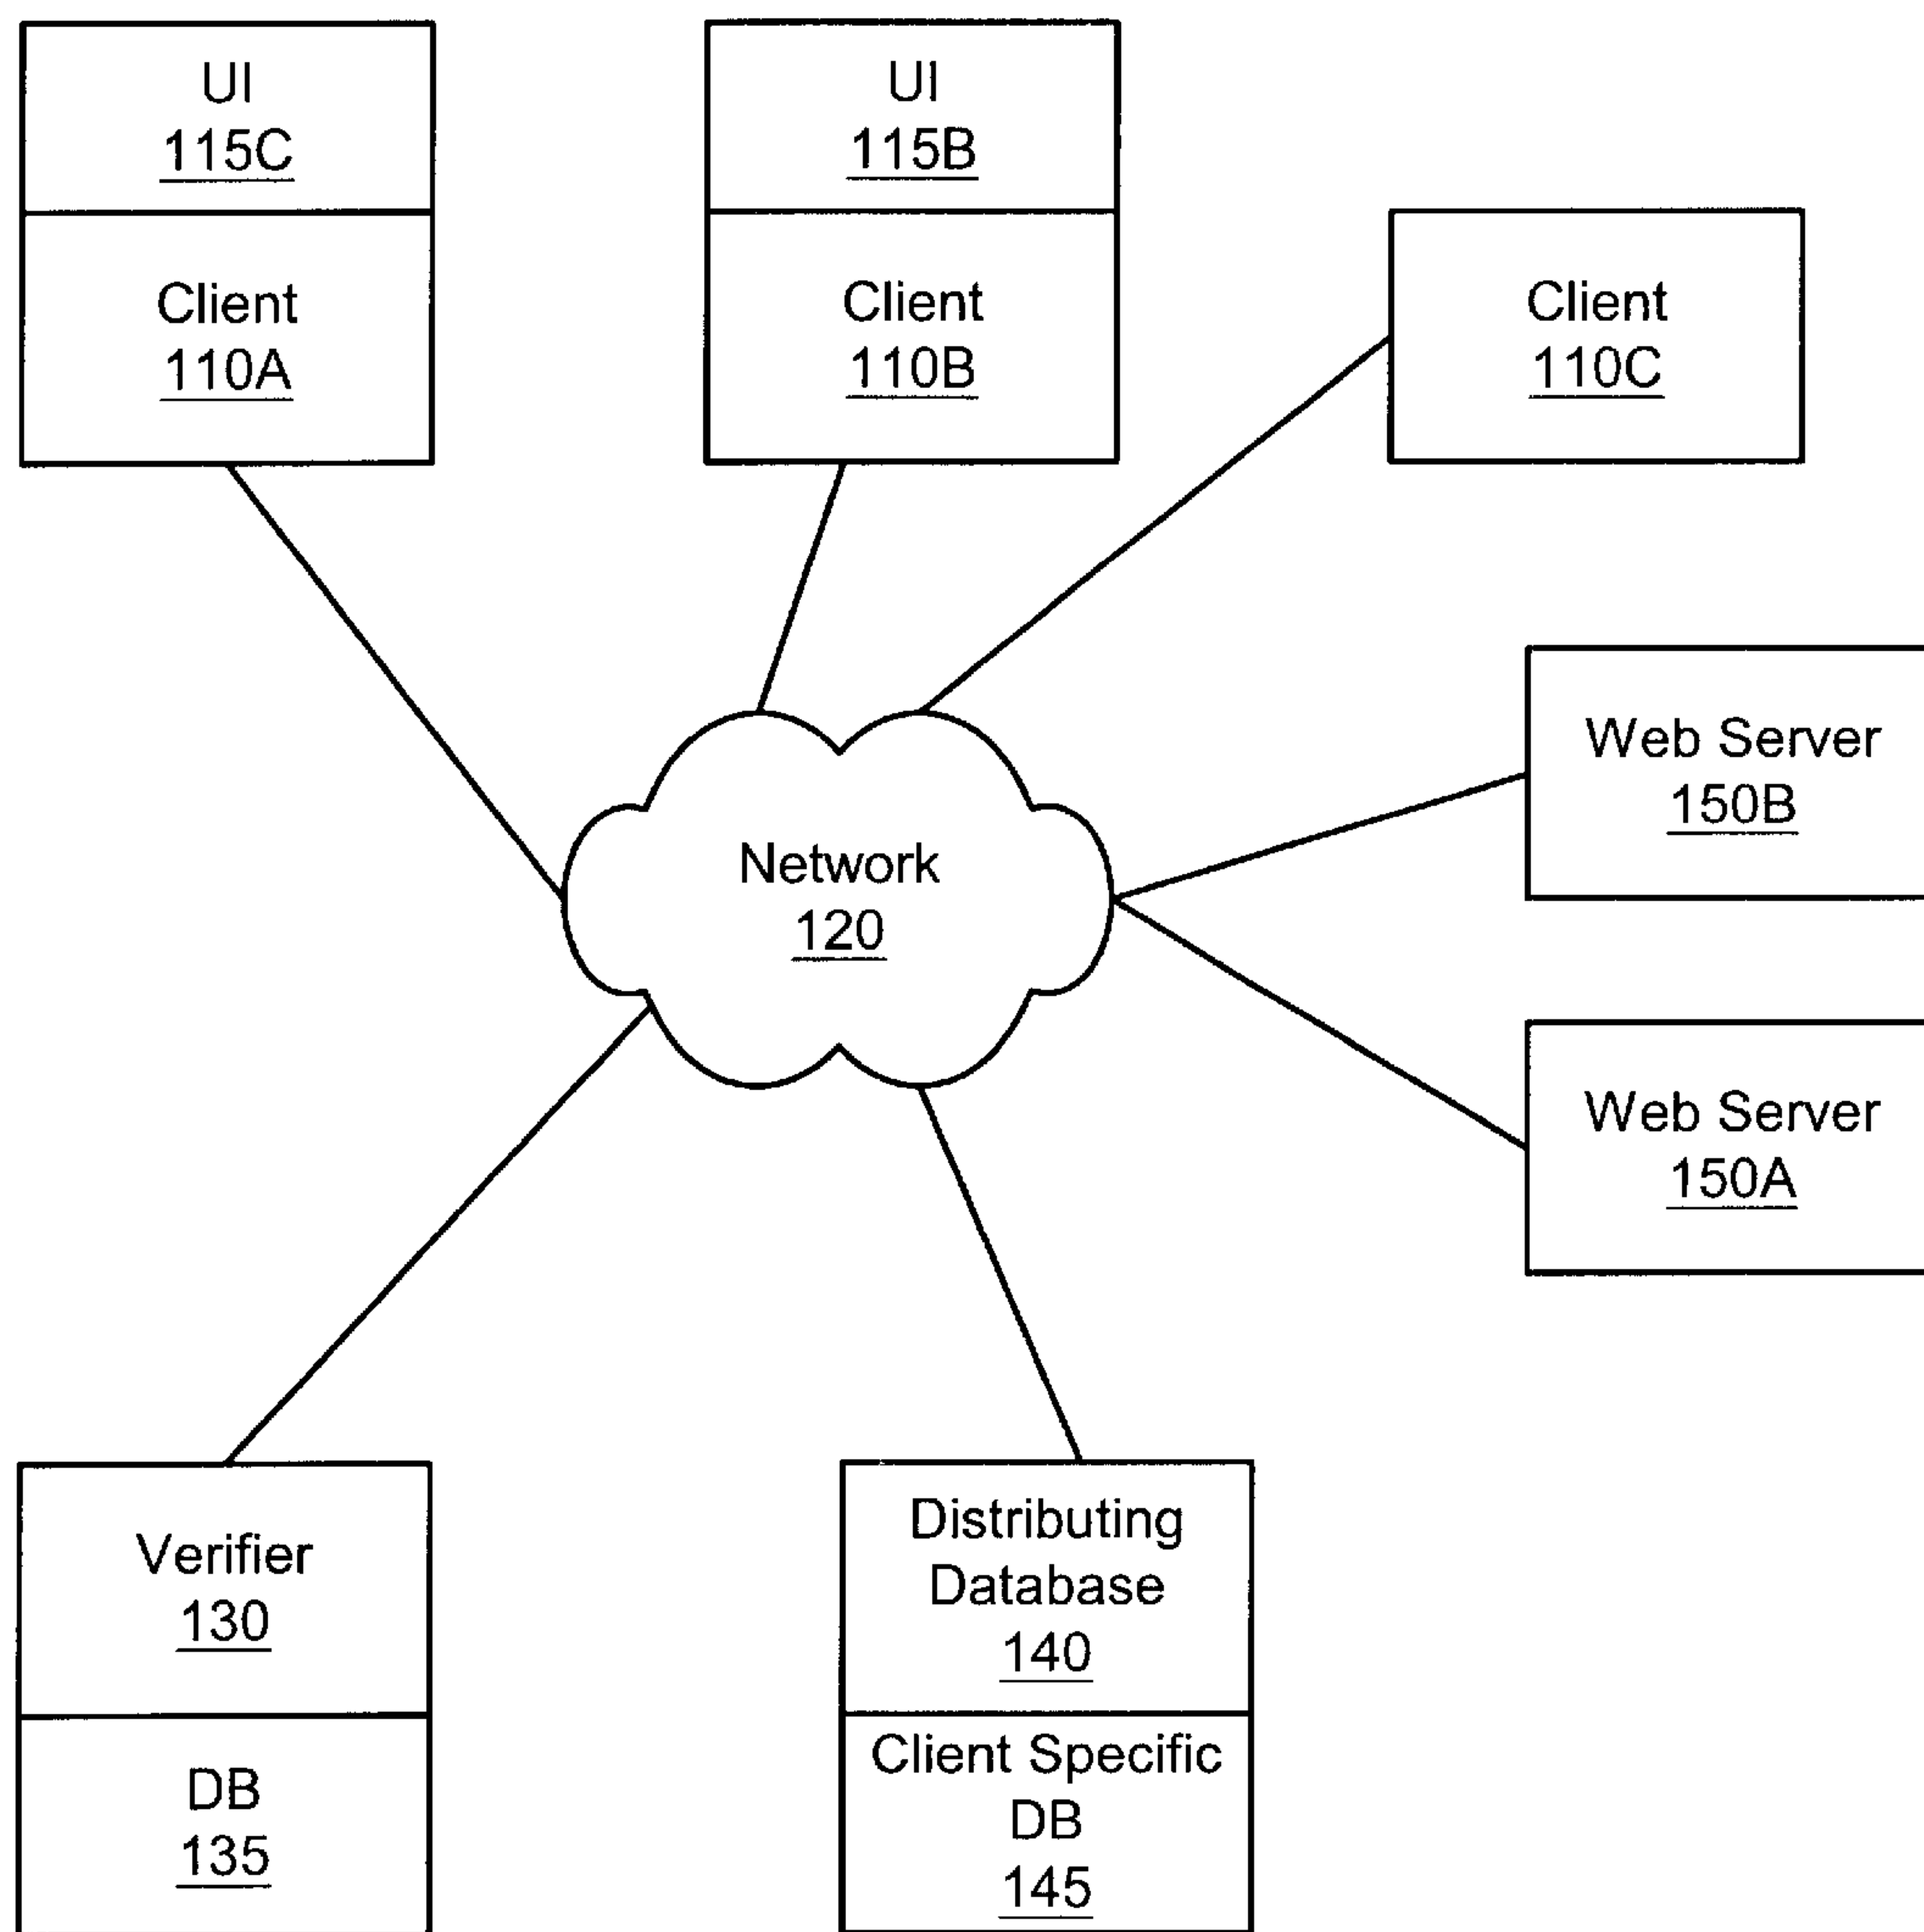 UI
115C
Client
110A
UI
115B
Client
110B
Client
110C
Web Server
150B
Network
120
Web Server
150A
Verifier
130
DB
135
Distributing
Database
140
Client Specific
DB
145